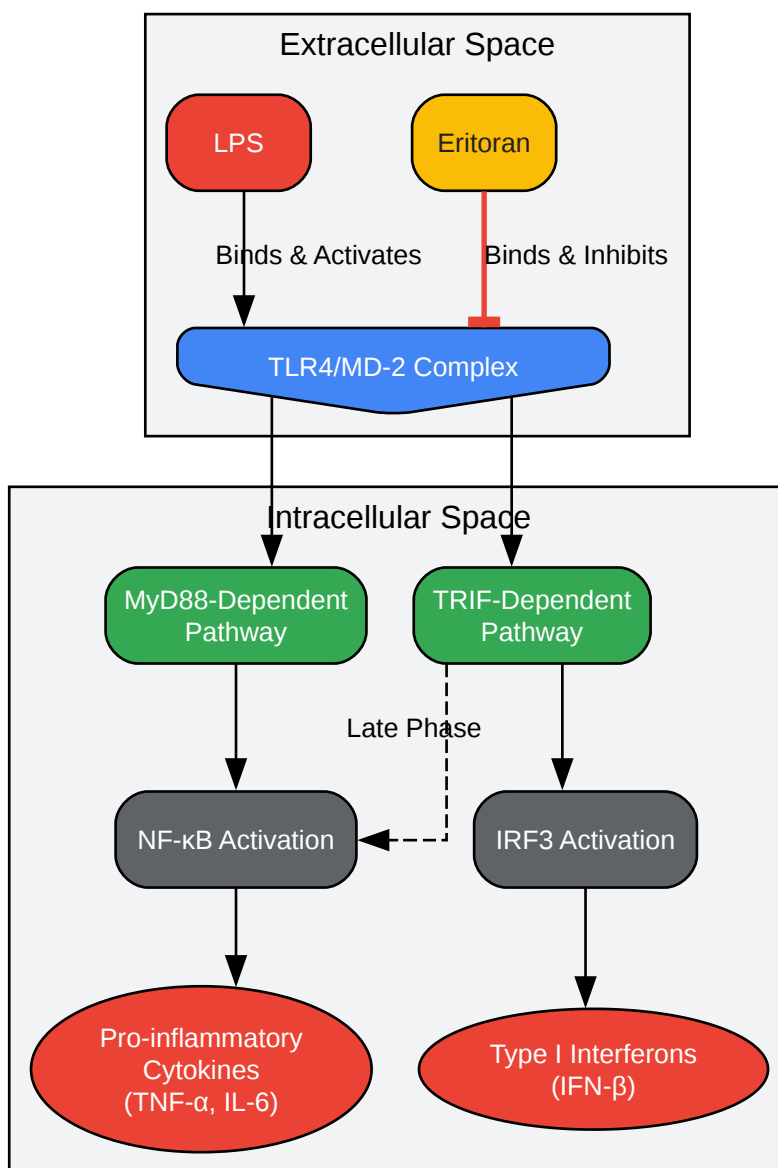 Extracellular Space
LPS
Eritoran
Binds & Activates
Binds & Inhibits
TLR4/MD-2 Complex
Intracellular Space
MyD88-Dependent
Pathway
TRIF-Dependent
Pathway
Late Phase
NF-κB Activation
IRF3 Activation
Pro-inflammatory
Cytokines
(TNF-α, IL-6)
Type I Interferons
(IFN-β)